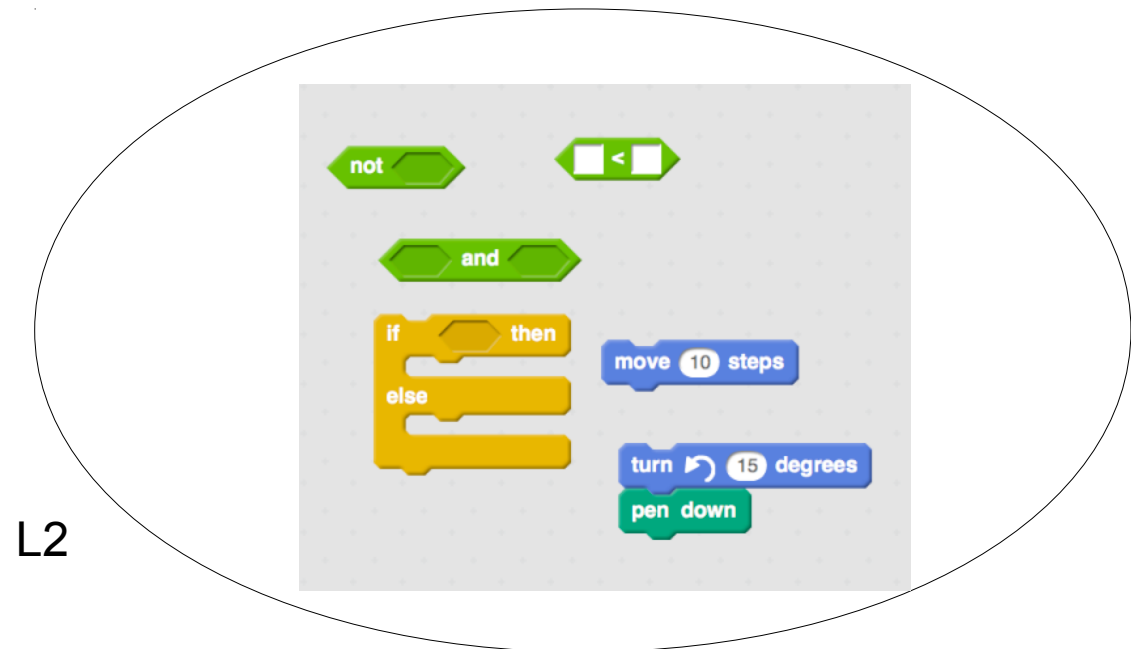 not
<
and
if then
else
move 10 steps
turn 15 degrees
pen down
L2